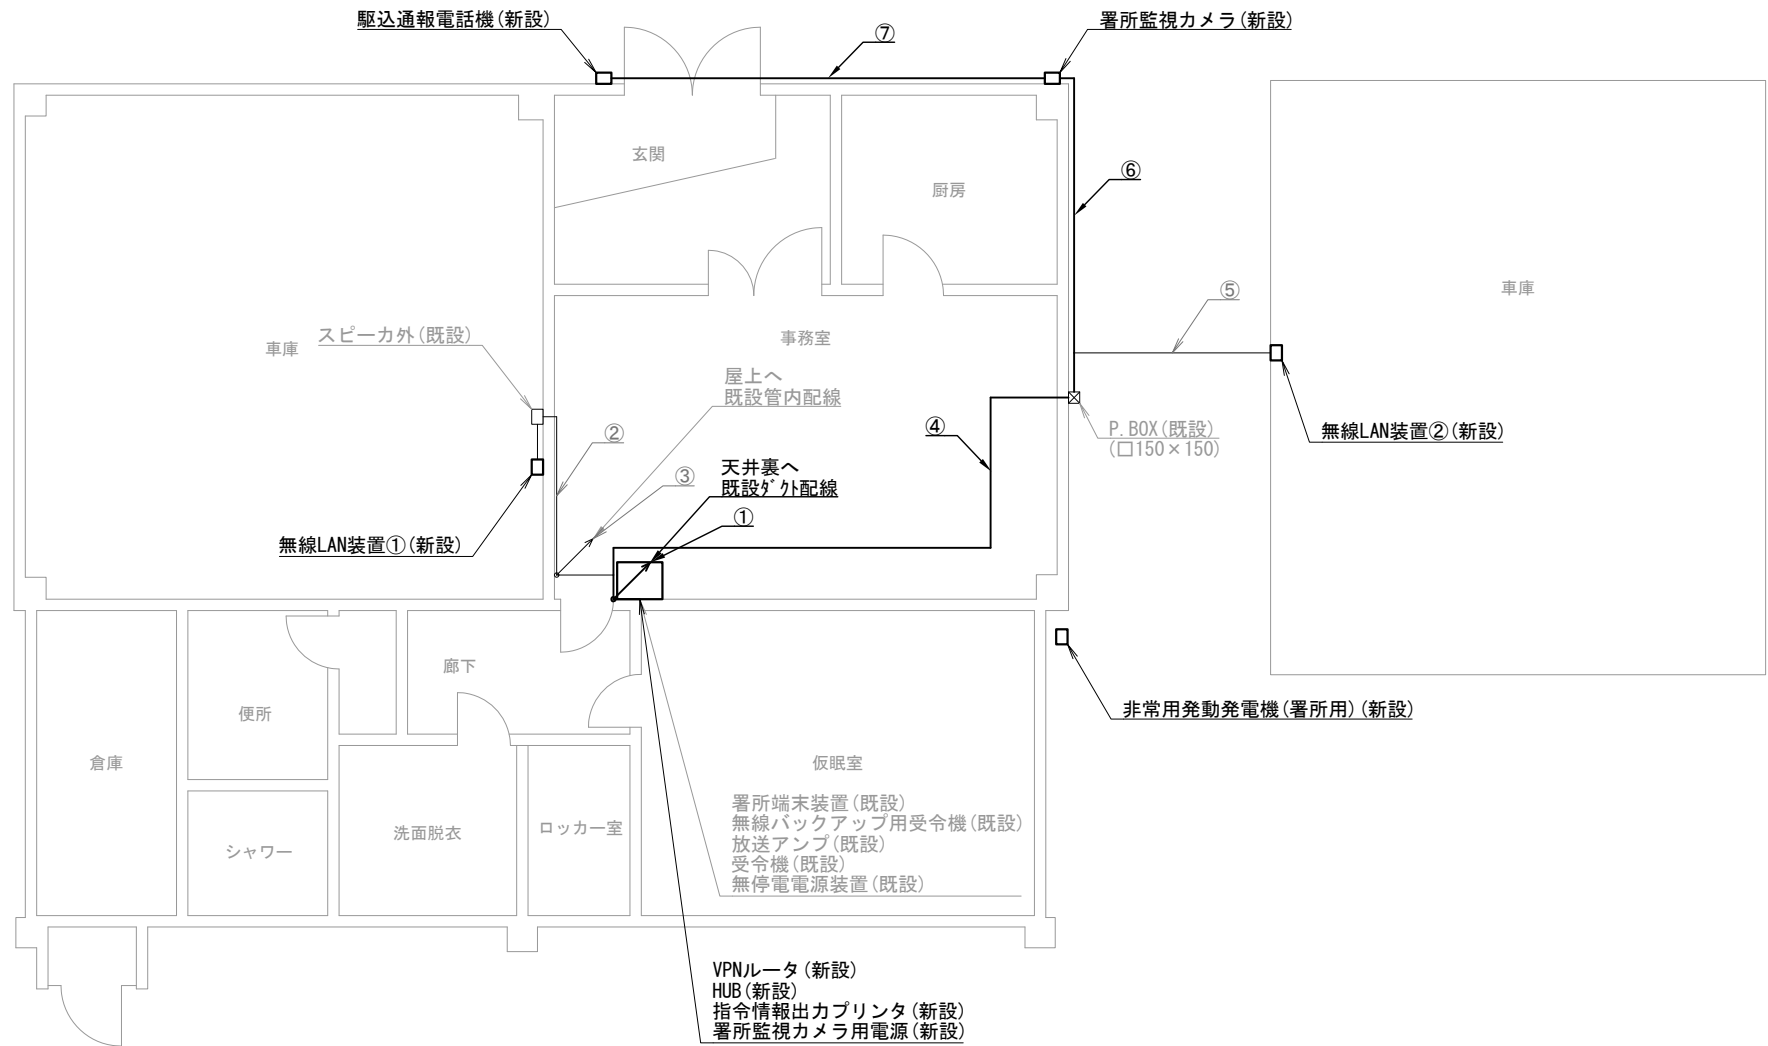 駆込通報電話機(新設)
⑦
署所監視カメラ(新設)
玄関
厨房
⑥
⑤
車庫
車庫
スピーカ外(既設)
事務室
屋上へ
既設管内配線
②
③
天井裏へ
既設ダクト配線
①
④
P.BOX(既設)
(□150×150)
無線LAN装置②(新設)
無線LAN装置①(新設)
廊下
便所
倉庫
シャワー
洗面脱衣
ロッカー室
仮眠室
非常用発動発電機(署所用)(新設)
署所端末装置(既設)
無線バックアップ用受令機(既設)
放送アンプ(既設)
受令機(既設)
無停電電源装置(既設)
VPNルータ(新設)
HUB(新設)
指令情報出力プリンタ(新設)
署所監視カメラ用電源(新設)